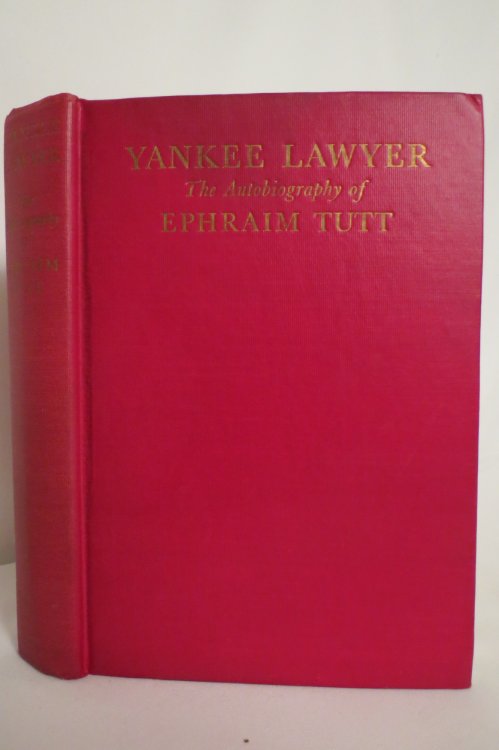 YANKEE LAWYER
The Autobiography of
EPHRAIM TUTT